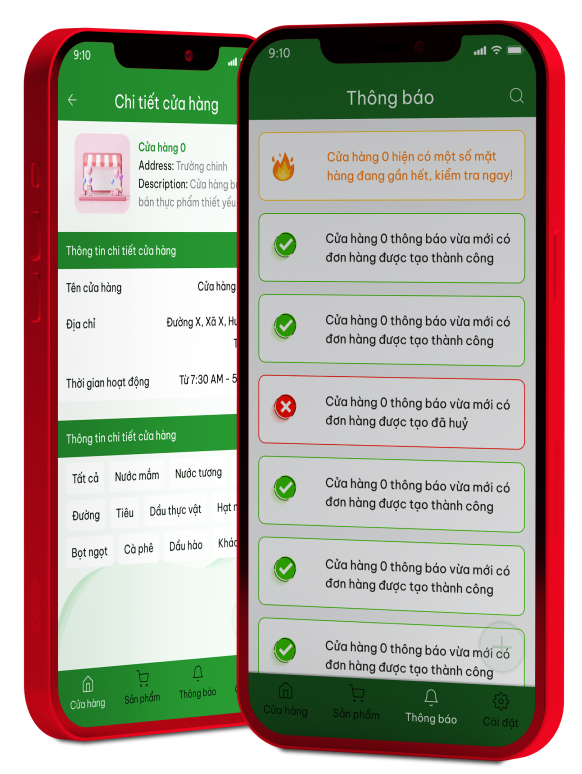 9:10
Chi tiết cửa hàng
Cửa hàng 0
Address: Trường chinh
Description: Cửa hàng
bán thực phẩm thiết yếu
Thông tin chi tiết cửa hàng
Tên cửa hàng
Cửa hàng
Địa chỉ
Đường X, Xã X,
Thời gian hoạt động
Từ 7:30 AM - 5
Thông tin chi tiết cửa hàng
Tất cả
Nước mắm
Nước tương
Đường
Tiêu
Dầu thực vật
Hạt
Bọt ngọt
Cà phê
Dầu hào
Khác
Cửa hàng
Sản phẩm
Thông báo
9:10
Thông báo
Cửa hàng 0 hiện có một số mặt
hàng đang gần hết, kiểm tra ngay!
Cửa hàng 0 thông báo vừa mới có
đơn hàng được tạo thành công
Cửa hàng 0 thông báo vừa mới có
đơn hàng được tạo thành công
Cửa hàng 0 thông báo vừa mới có
đơn hàng được tạo đã huỷ
Cửa hàng 0 thông báo vừa mới có
đơn hàng được tạo thành công
Cửa hàng 0 thông báo vừa mới có
đơn hàng được tạo thành công
Cửa hàng 0 thông báo vừa mới có
đơn hàng được tạo thành công
Cửa hàng
Sản phẩm
Thông báo
Cài đặt